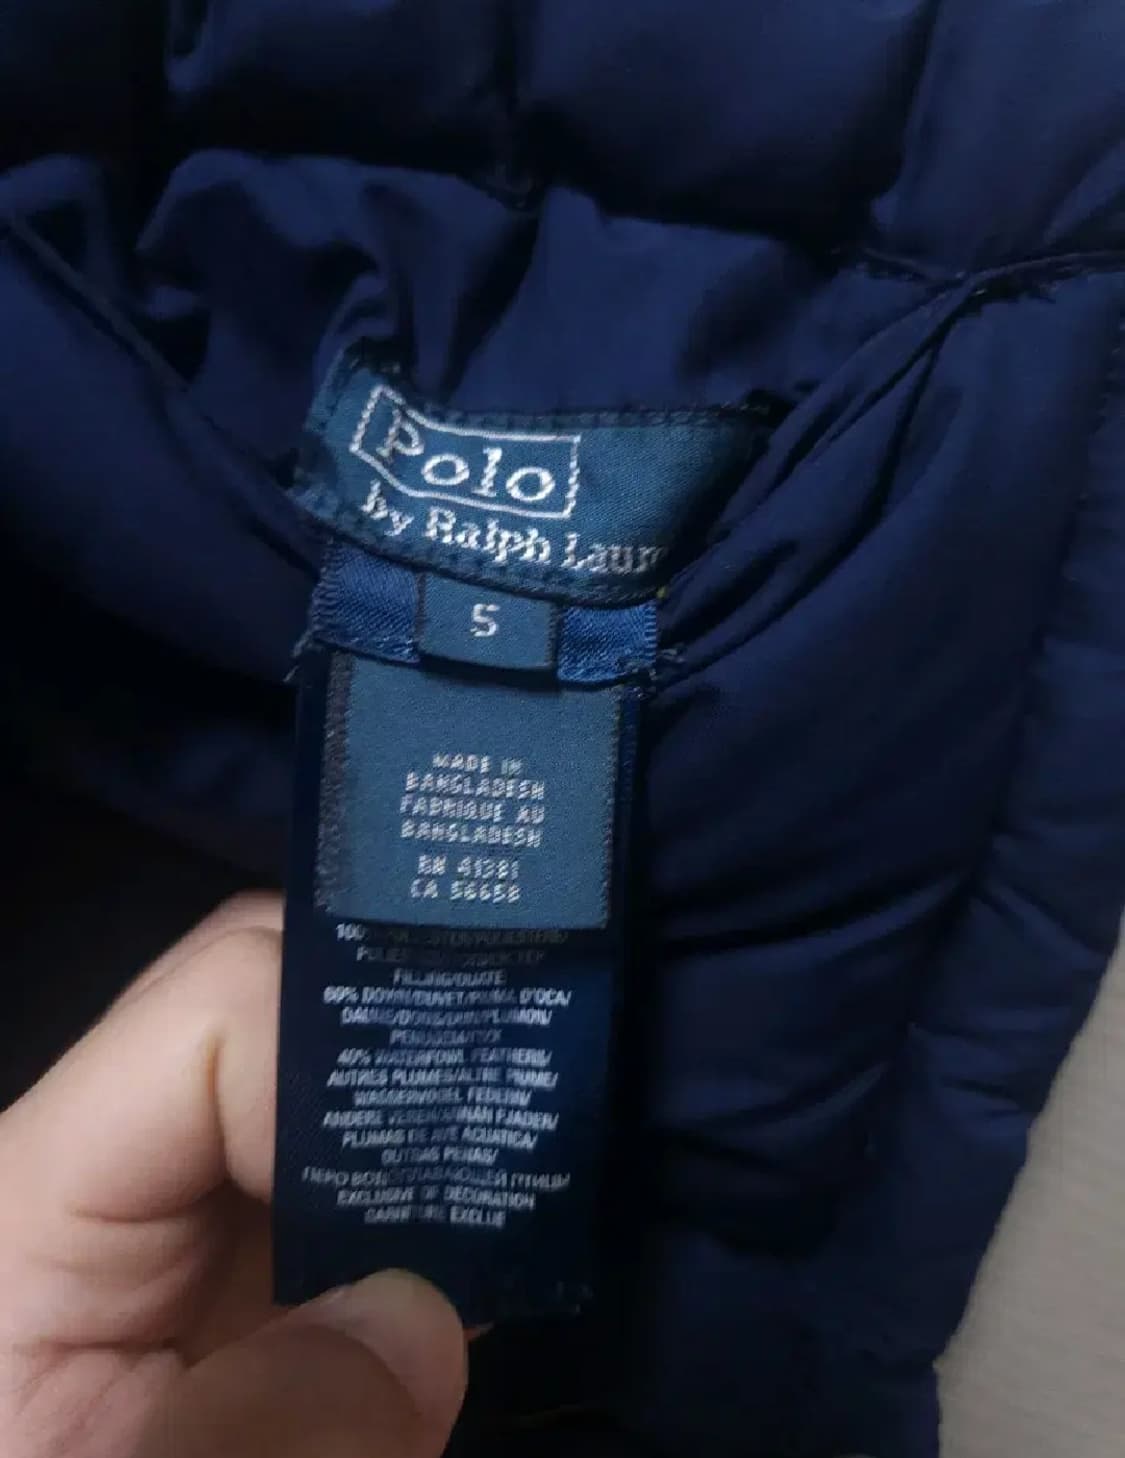 Polo
by Ralph Laur
S
MADE IN
BANGLADESH
FABRIQUE AU
BANGLADESH
RN 41381
CA 56658
100
FILLING/OUATE
60% DOWN/DUVET/PIUMA D'OCA/
40% WATERFOWL FEATHERS/
AUTRES PLUMES/ALTRE PIUME/
WASSERVOGEL FEDERN/
PLUMAS DE AVE ACUATICA/
OUTRAS PENAS/
EXCLUSIVE OF DECORATION
GARNITURE EXCLUE